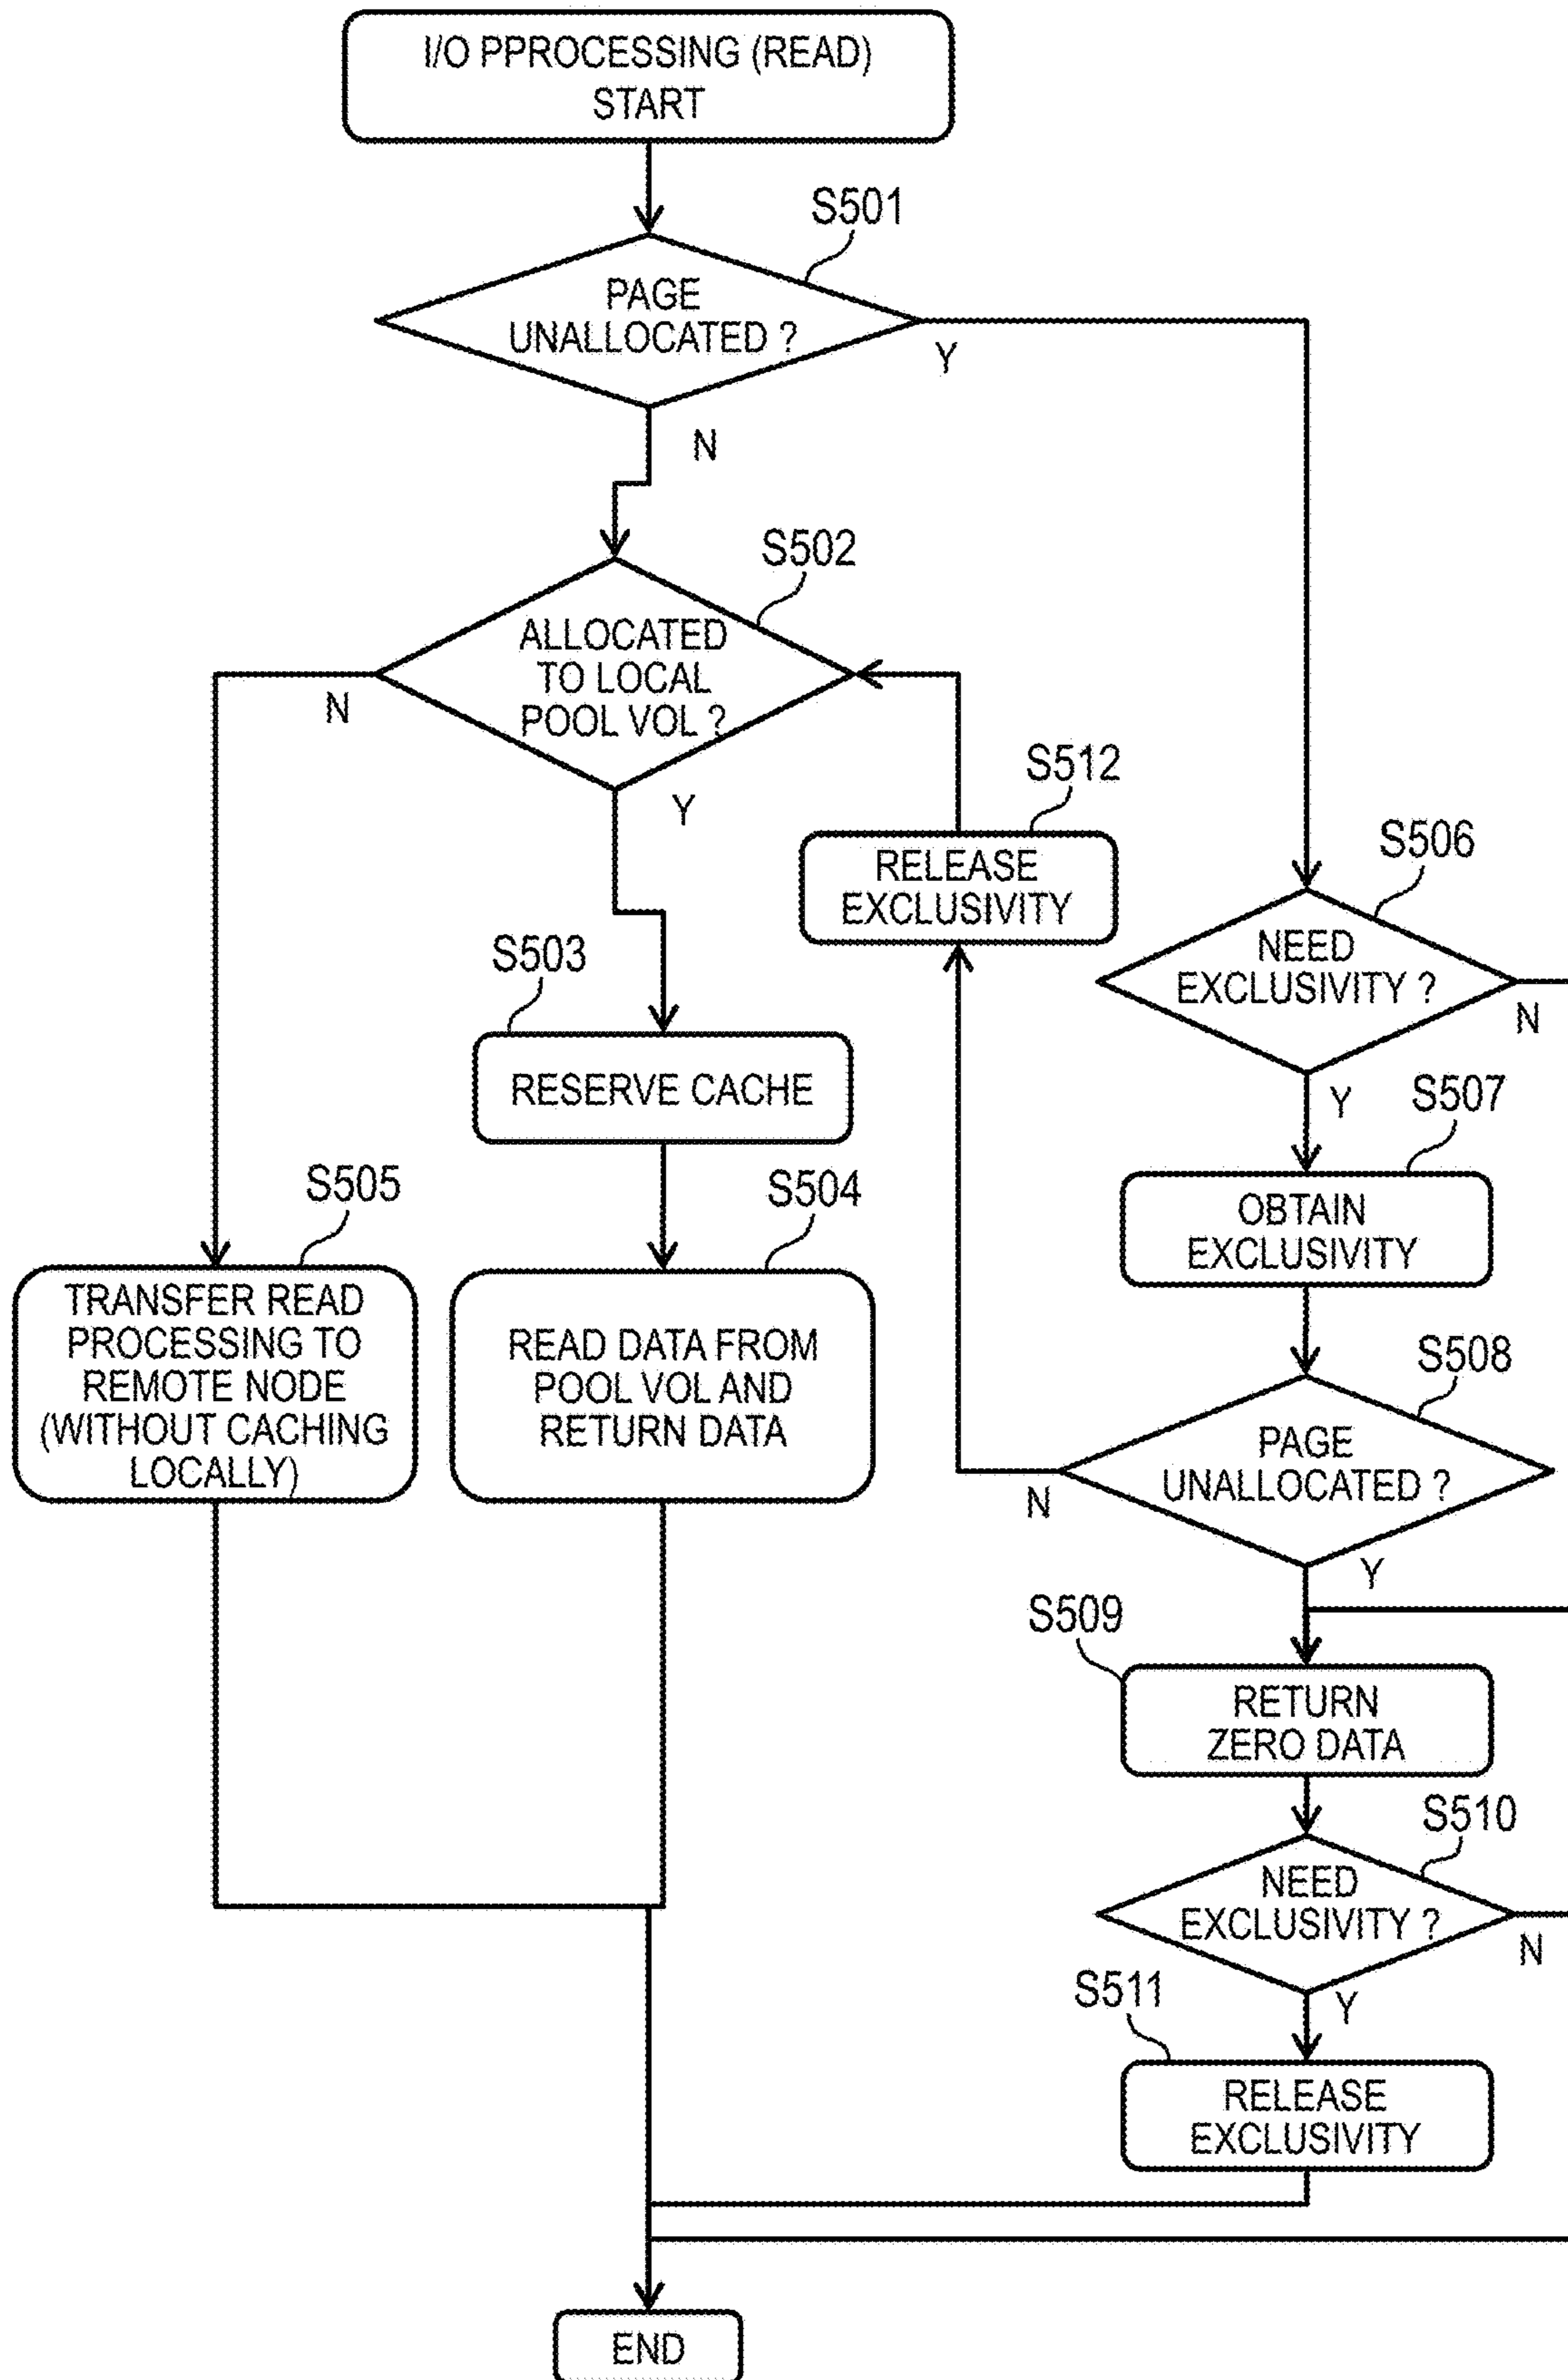 I/O PPROCESSING (READ)
START
S501
PAGE
UNALLOCATED ?
Y
N
S502
ALLOCATED
TO LOCAL
POOL VOL ?
N
Y
S512
RELEASE
EXCLUSIVITY
S506
NEED
EXCLUSIVITY ?
N
Y
S503
RESERVE CACHE
S507
OBTAIN
EXCLUSIVITY
S505
TRANSFER READ
PROCESSING TO
REMOTE NODE
(WITHOUT CACHING
LOCALLY)
S504
READ DATA FROM
POOL VOL AND
RETURN DATA
S508
PAGE
UNALLOCATED ?
N
Y
S509
RETURN
ZERO DATA
S510
NEED
EXCLUSIVITY ?
N
Y
S511
RELEASE
EXCLUSIVITY
END